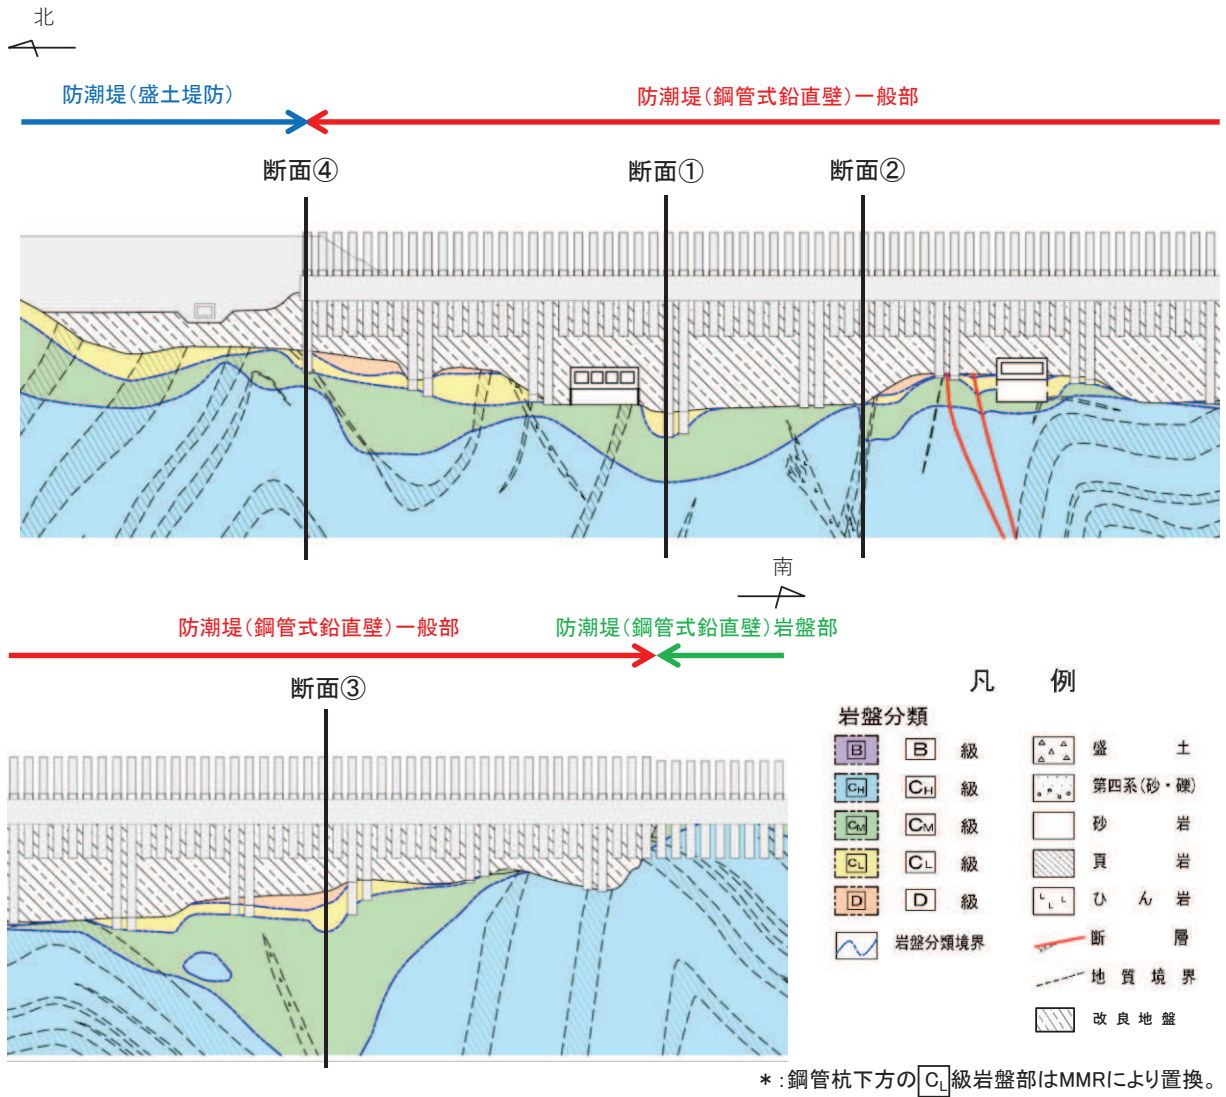 北
防潮堤(盛土堤防)
防潮堤(鋼管式鉛直壁)一般部
断面④
断面①
断面②
南
防潮堤(鋼管式鉛直壁)一般部
防潮堤(鋼管式鉛直壁)岩盤部
断面③
凡 例
岩盤分類
B B 級
CH CH 級
CM CM 級
CL CL 級
D D 級
岩盤分類境界
盛 土
第四系(砂・礫)
砂 岩
頁 岩
ひ ん 岩
断 層
地 質 境 界
改 良 地 盤
*:鋼管杭下方のCL級岩盤部はMMRにより置換。